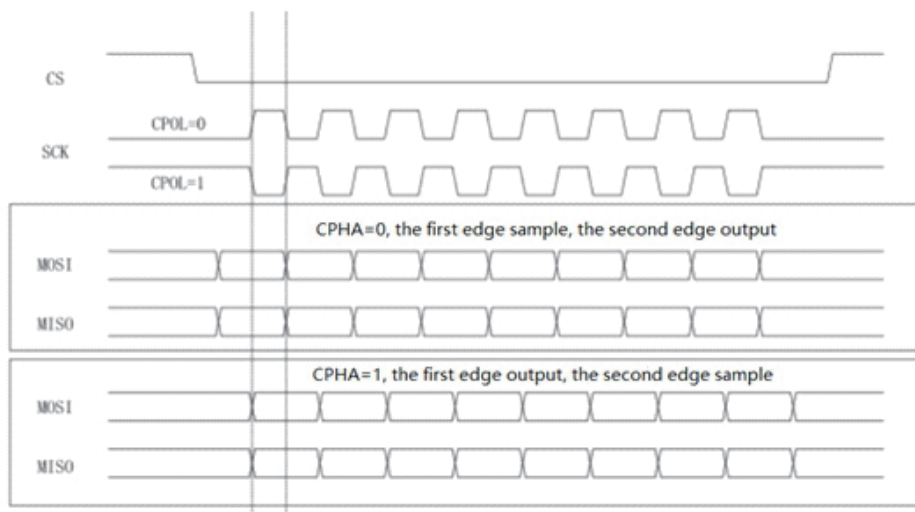 CS
CPOL=0
SCK
CPOL=1
CPHA=0, the first edge sample, the second edge output
MOSI
MISO
CPHA=1, the first edge output, the second edge sample
MOSI
MISO